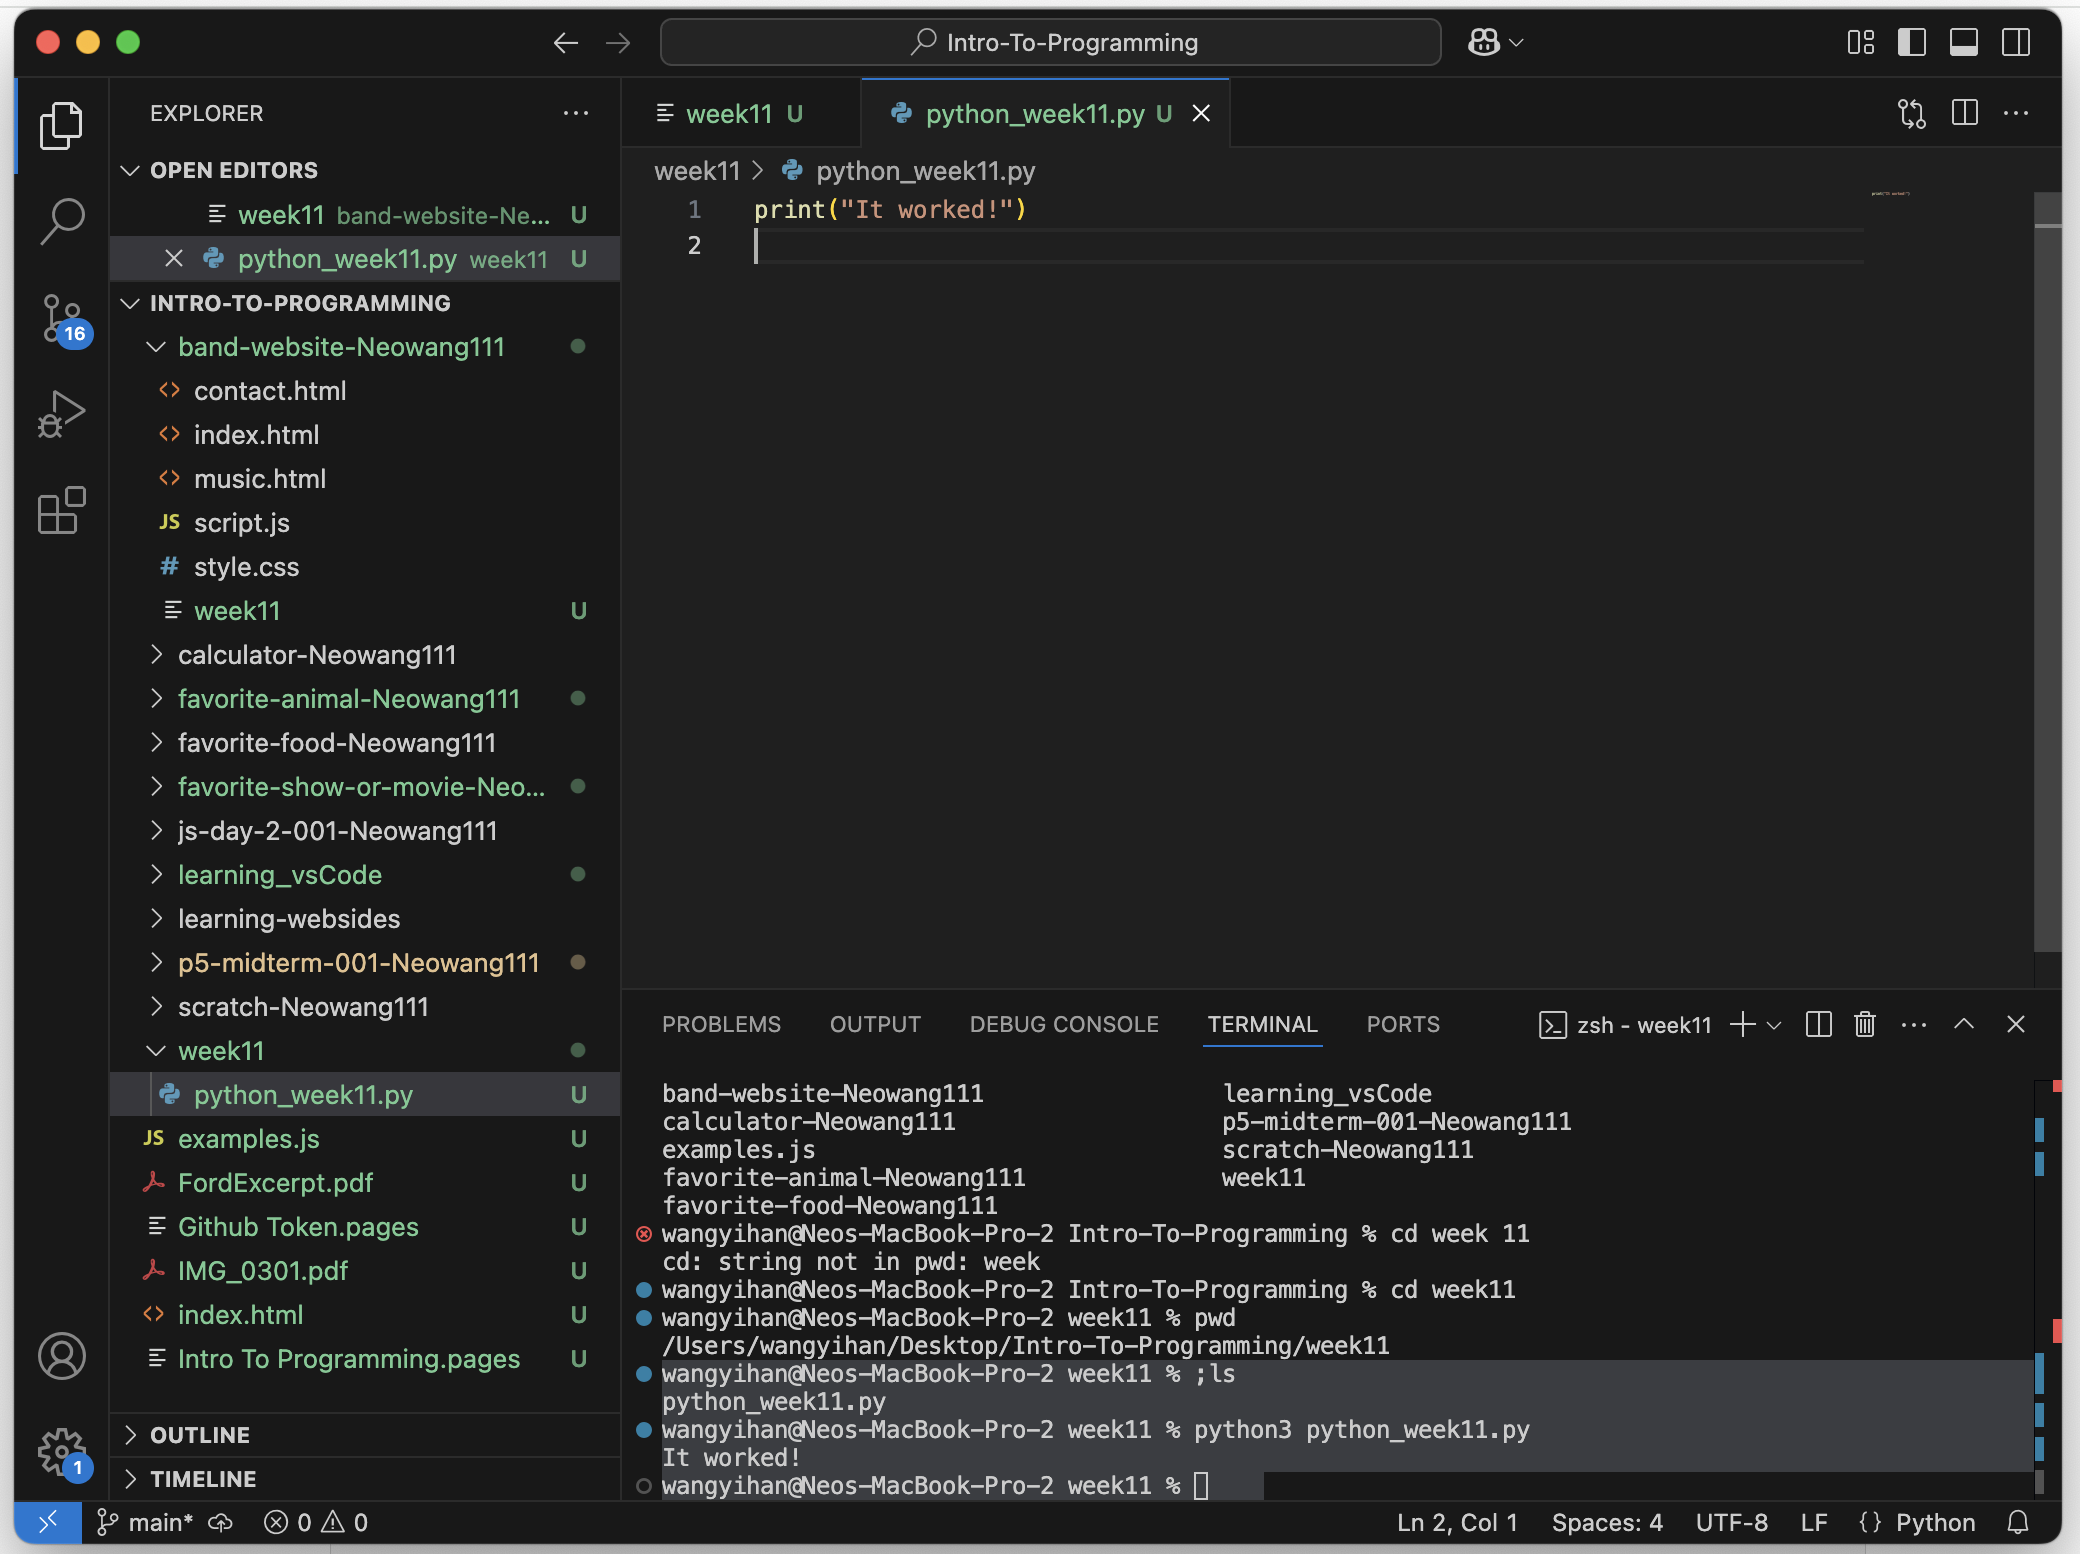 Intro-To-Programming
EXPLORER
OPEN EDITORS
week11 band-website-Ne... U
python_week11.py week11 U
INTRO-TO-PROGRAMMING
band-website-Neowang111
contact.html
index.html
music.html
JS script.js
# style.css
week11 U
calculator-Neowang111
favorite-animal-Neowang111
favorite-food-Neowang111
favorite-show-or-movie-Neo...
js-day-2-001-Neowang111
learning_vsCode
learning-websides
p5-midterm-001-Neowang111
scratch-Neowang111
week11
python_week11.py U
JS examples.js U
FordExcerpt.pdf U
Github Token.pages U
IMG_0301.pdf U
index.html U
Intro To Programming.pages U
OUTLINE
TIMELINE
16
1
week11 U
python_week11.py U
week11 > python_week11.py
1 print("It worked!")
2
PROBLEMS OUTPUT DEBUG CONSOLE TERMINAL PORTS zsh - week11
band-website-Neowang111 learning_vsCode
calculator-Neowang111 p5-midterm-001-Neowang111
examples.js scratch-Neowang111
favorite-animal-Neowang111 week11
favorite-food-Neowang111
wangyihan@Neos-MacBook-Pro-2 Intro-To-Programming % cd week 11
cd: string not in pwd: week
wangyihan@Neos-MacBook-Pro-2 Intro-To-Programming % cd week11
wangyihan@Neos-MacBook-Pro-2 week11 % pwd
/Users/wangyihan/Desktop/Intro-To-Programming/week11
wangyihan@Neos-MacBook-Pro-2 week11 % ;ls
python_week11.py
wangyihan@Neos-MacBook-Pro-2 week11 % python3 python_week11.py
It worked!
wangyihan@Neos-MacBook-Pro-2 week11 %
main* 0 0 Ln 2, Col 1 Spaces: 4 UTF-8 LF {} Python